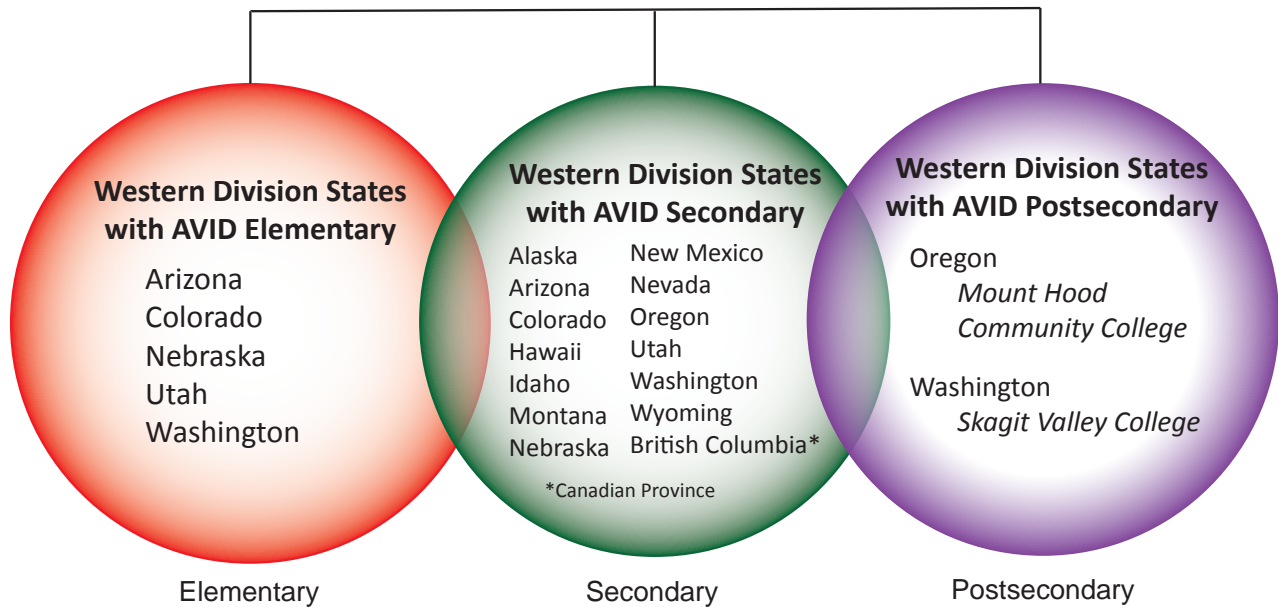 Western Division States
with AVID Elementary
Arizona
Colorado
Nebraska
Utah
Washington
Western Division States
with AVID Secondary
Alaska
Arizona
Colorado
Hawaii
Idaho
Montana
Nebraska
New Mexico
Nevada
Oregon
Utah
Washington
Wyoming
British Columbia*
*Canadian Province
Western Division States
with AVID Postsecondary
Oregon
Mount Hood
Community College
Washington
Skagit Valley College
Elementary
Secondary
Postsecondary